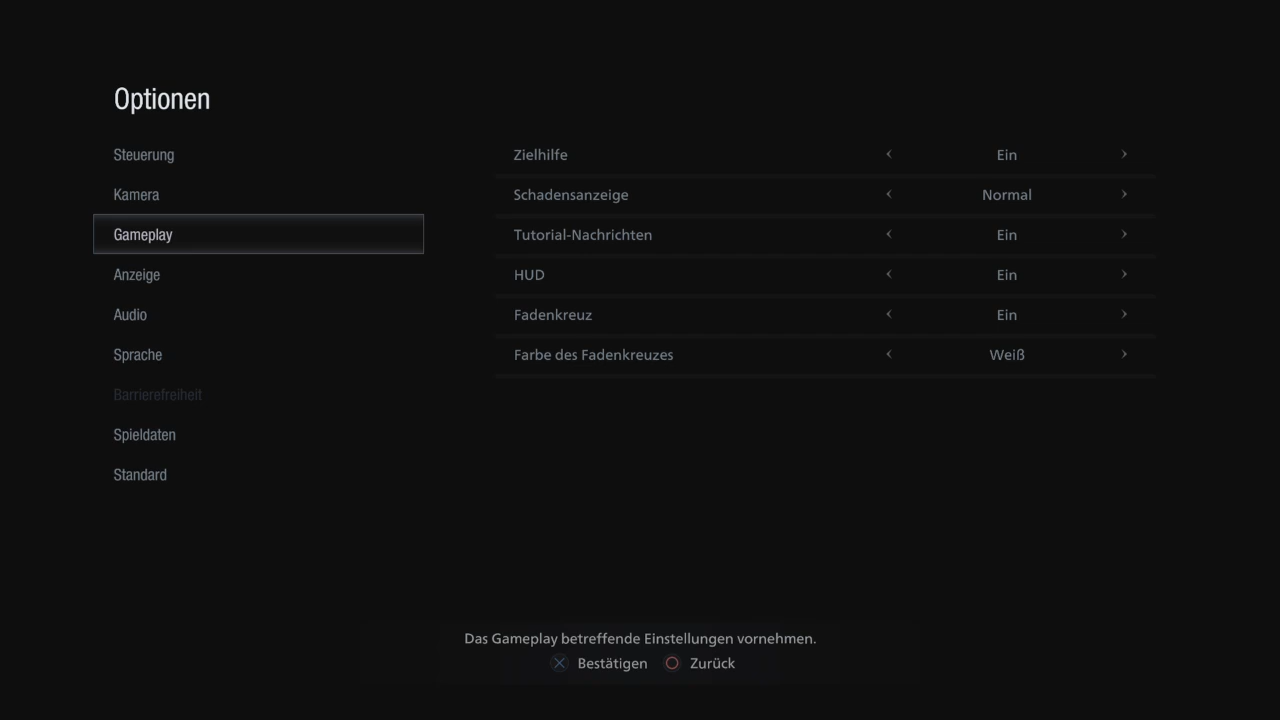 Optionen
Steuerung
Kamera
Gameplay
Anzeige
Audio
Sprache
Barrierefreiheit
Spieldaten
Standard
Zielhilfe Ein
Schadensanzeige Normal
Tutorial-Nachrichten Ein
HUD Ein
Fadenkreuz Ein
Farbe des Fadenkreuzes Weiß
Das Gameplay betreffende Einstellungen vornehmen.
Bestätigen Zurück